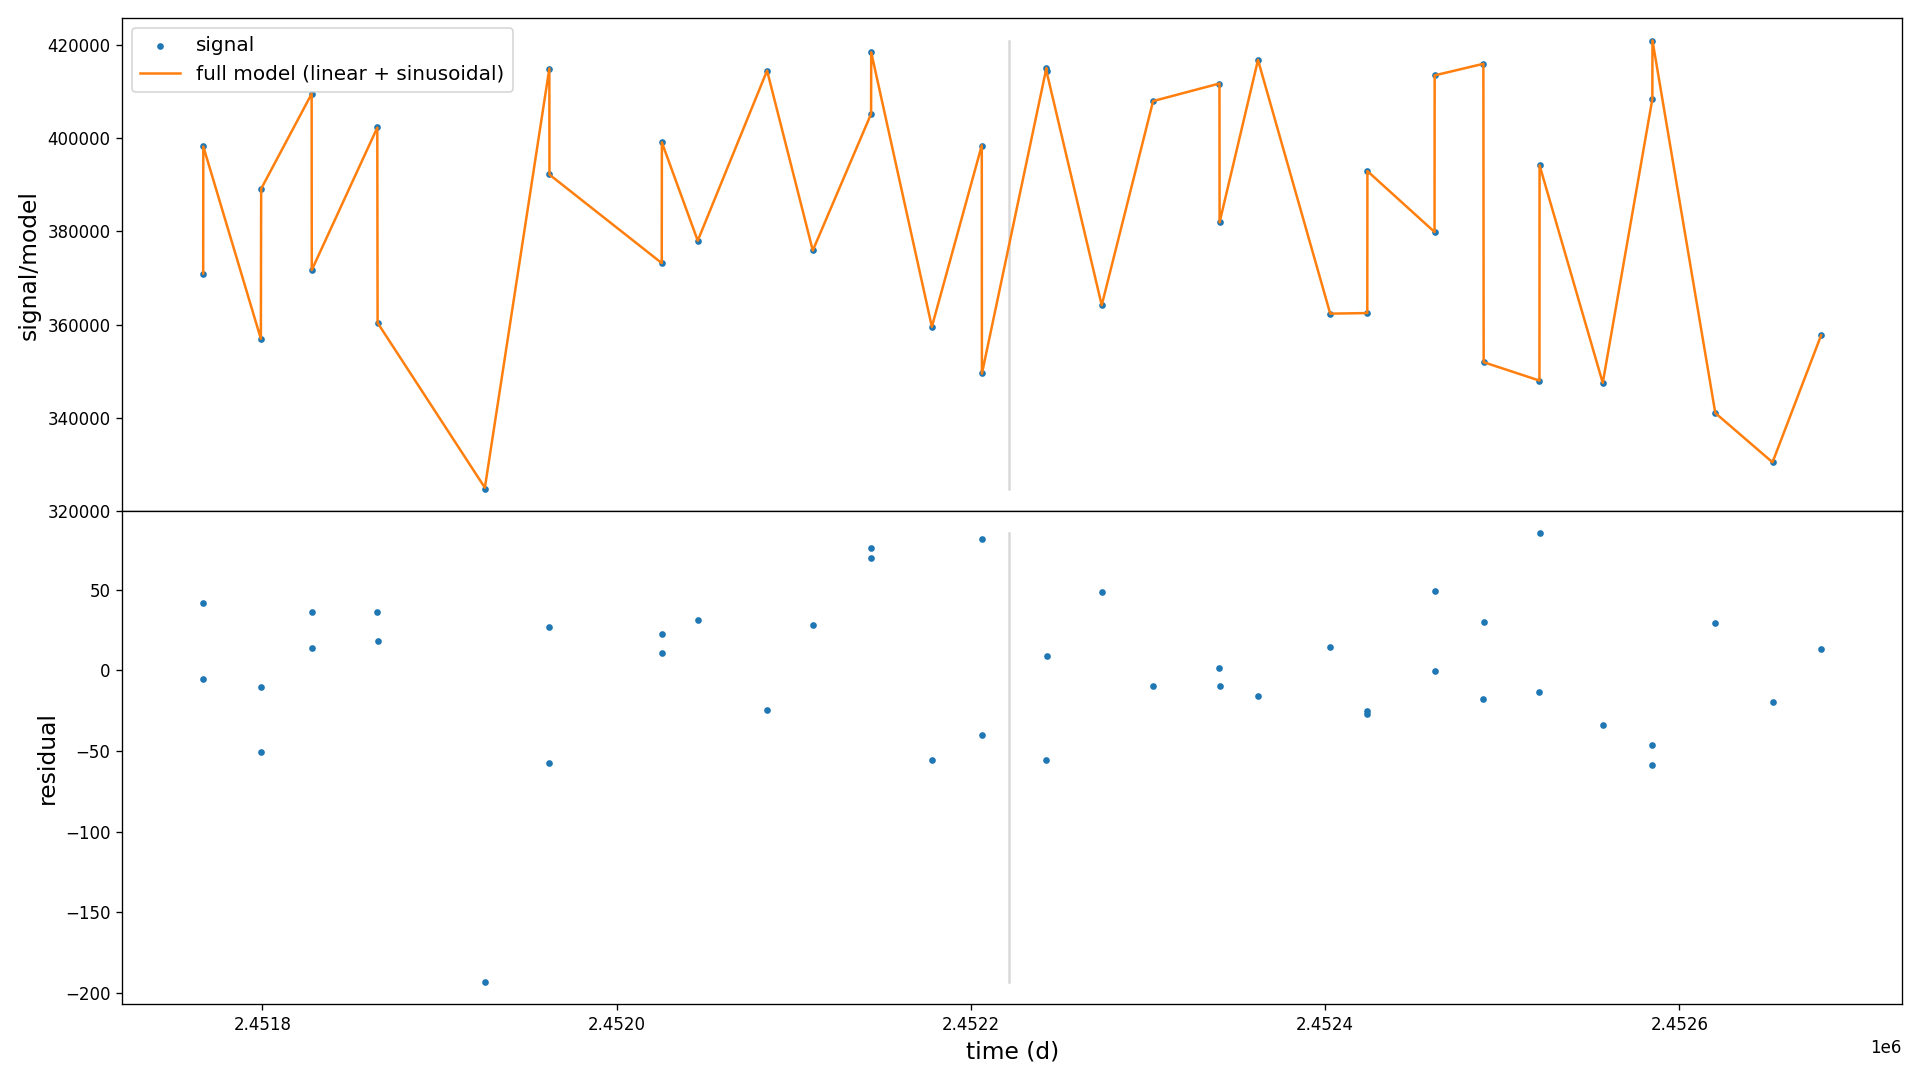 signal
full model (linear + sinusoidal)
420000
400000
380000
360000
340000
320000
signal/model
50
0
−50
−100
−150
−200
residual
2.4518
2.4520
2.4522
2.4524
2.4526
1e6
time (d)